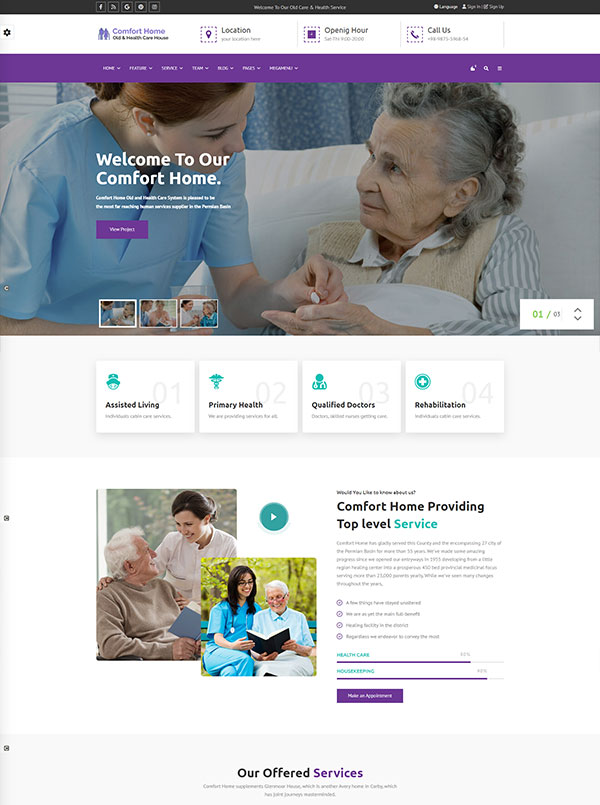 Welcome To Our Old Care & Health Service
Language
Sign In / Sign Up
Comfort Home
Old & Health Care House
Location
your location here
Openig Hour
Sat-Fri 9:00-20:00
Call Us
+98-9875-5968-54
HOME
FEATURE
SERVICE
TEAM
BLOG
PAGES
MEGAMENU
Welcome To Our
Comfort Home.
Comfort Home Old and Health Care System is pleased to be
the most far reaching human services supplier in the Permian Basin
View Project
01 / 03
01
Assisted Living
Individuals catrin care services.
02
Primary Health
We are providing services for all.
03
Qualified Doctors
Doctors, skilled nurses getting care.
04
Rehabilitation
Individuals catrin care services.
Would You Like to know about us?
Comfort Home Providing
Top level Service
Comfort Home has gladly served this County and the encompassing 27 city of
the Permian Basin for more than 55 years. We've made some amazing
progress since we opened our entryways in 1955 developing from a little
region healing center into a prosperous 450 bed provincial medicinal focus
serving more than 25,000 parents yearly. While we've seen many changes
throughout the years,
A few things have stayed unaltered
We are as yet the main full-benefit
Healing facility in the district
Regardless we endeavor to convey the most
HEALTH CARE
HOUSEKEEPING
90%
Make an Appointment
Our Offered Services
Comfort Home supplements Glenmoar House, which is another Avery home in Corby, which
has Joint Journeys masterminded.